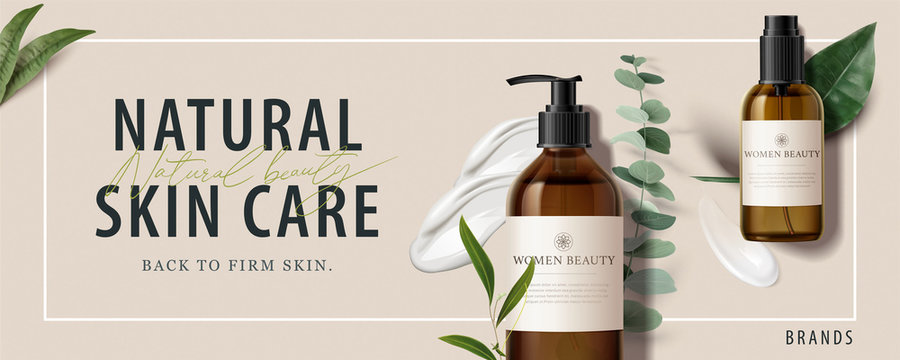 NATURAL
Natural beauty
SKIN CARE
BACK TO FIRM SKIN.
WOMEN BEAUTY
WOMEN BEAUTY
BRANDS